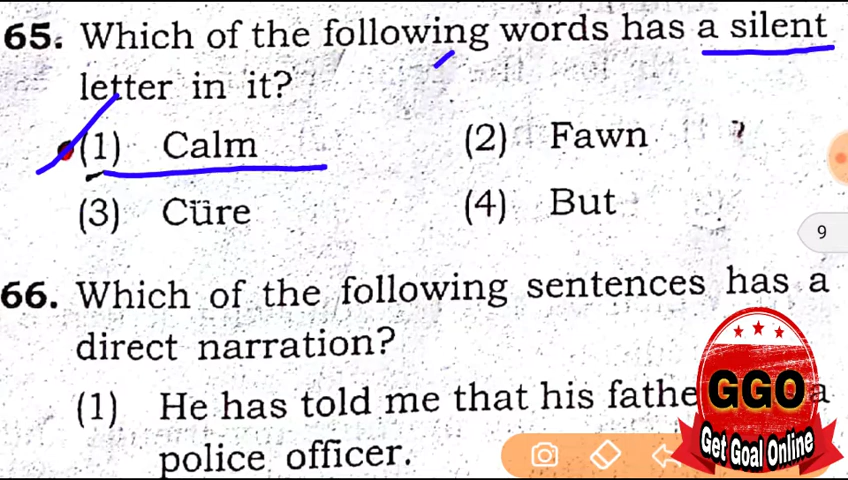 65. Which of the following words has a silent
letter in it?
(1) Calm (2) Fawn
(3) Cure (4) But
9
66. Which of the following sentences has a
direct narration?
(1) He has told me that his a
police officer.
GGO
Get Goal Online